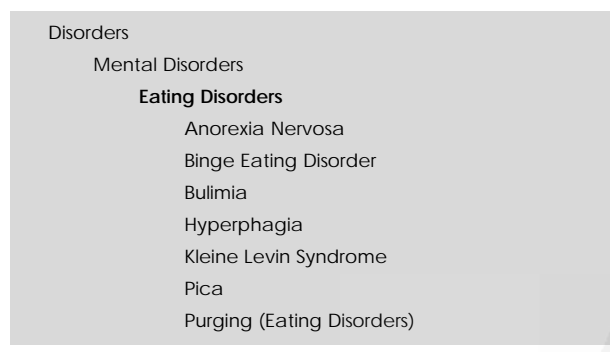 Disorders
Mental Disorders
Eating Disorders
Anorexia Nervosa
Binge Eating Disorder
Bulimia
Hyperphagia
Kleine Levin Syndrome
Pica
Purging (Eating Disorders)